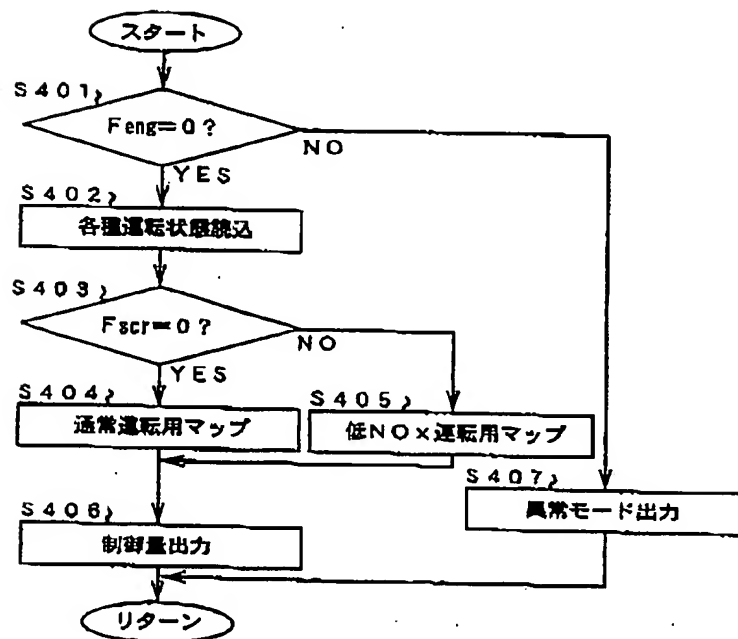 スタート
S401
Feng=0?
NO
YES
S402
各種運転状態読込
S403
Fscr=0?
NO
YES
S404
通常運転用マップ
S405
低NOx運転用マップ
S407
異常モード出力
S406
制御量出力
リターン